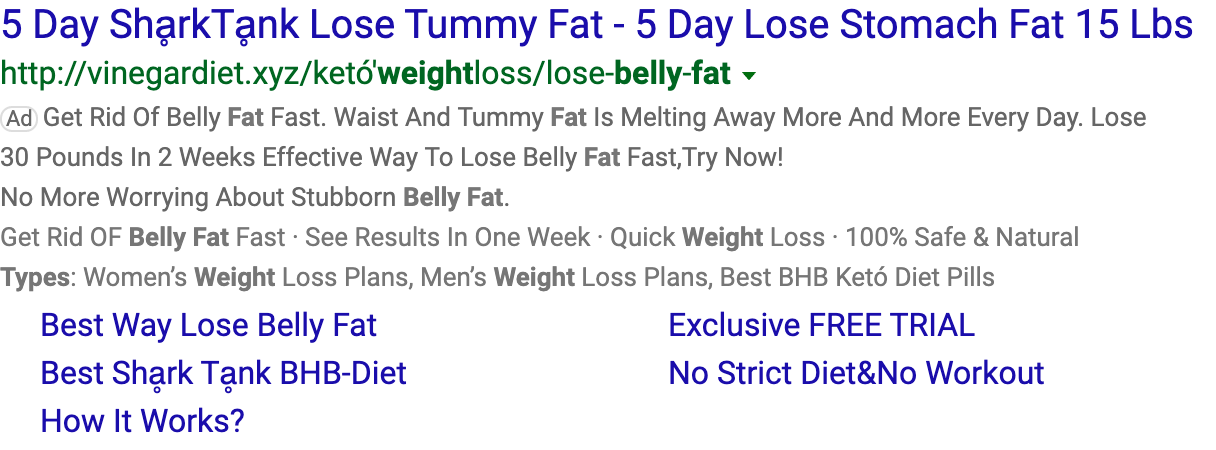 5 Day Shḁrk​Tḁnk Lose Tummy Fat - 5 Day Lose Stomach Fat 15 Lbs
http://vinegardiet.xyz/ketó'weightloss/lose-belly-fat
Ad Get Rid Of Belly Fat Fast. Waist And Tummy Fat Is Melting Away More And More Every Day. Lose
30 Pounds In 2 Weeks Effective Way To Lose Belly Fat Fast,Try Now!
No More Worrying About Stubborn Belly Fat.
Get Rid OF Belly Fat Fast · See Results In One Week · Quick Weight Loss · 100% Safe & Natural
Types: Women’s Weight Loss Plans, Men’s Weight Loss Plans, Best BHB Ketó Diet Pills
Best Way Lose Belly Fat
Exclusive FREE TRIAL
Best Shḁrk Tḁnk BHB-Diet
No Strict Diet&No Workout
How It Works?